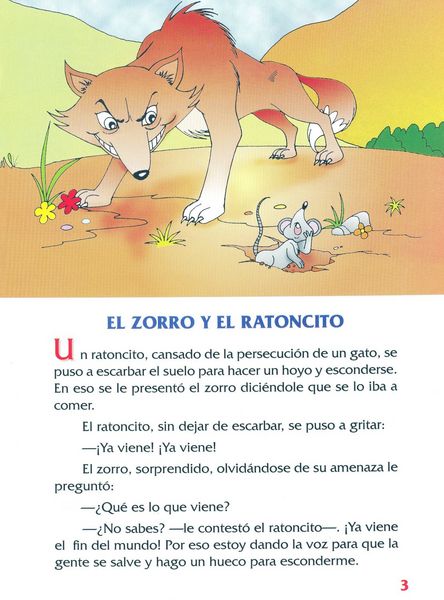 EL ZORRO Y EL RATONCITO
Un ratoncito, cansado de la persecución de un gato, se
puso a escarbar el suelo para hacer un hoyo y esconderse.
En eso se le presentó el zorro diciéndole que se lo iba a
comer.
El ratoncito, sin dejar de escarbar, se puso a gritar:
—¡Ya viene! ¡Ya viene!
El zorro, sorprendido, olvidándose de su amenaza le
preguntó:
—¿Qué es lo que viene?
—¿No sabes? —le contestó el ratoncito—. ¡Ya viene
el fin del mundo! Por eso estoy dando la voz para que la
gente se salve y hago un hueco para esconderme.
3